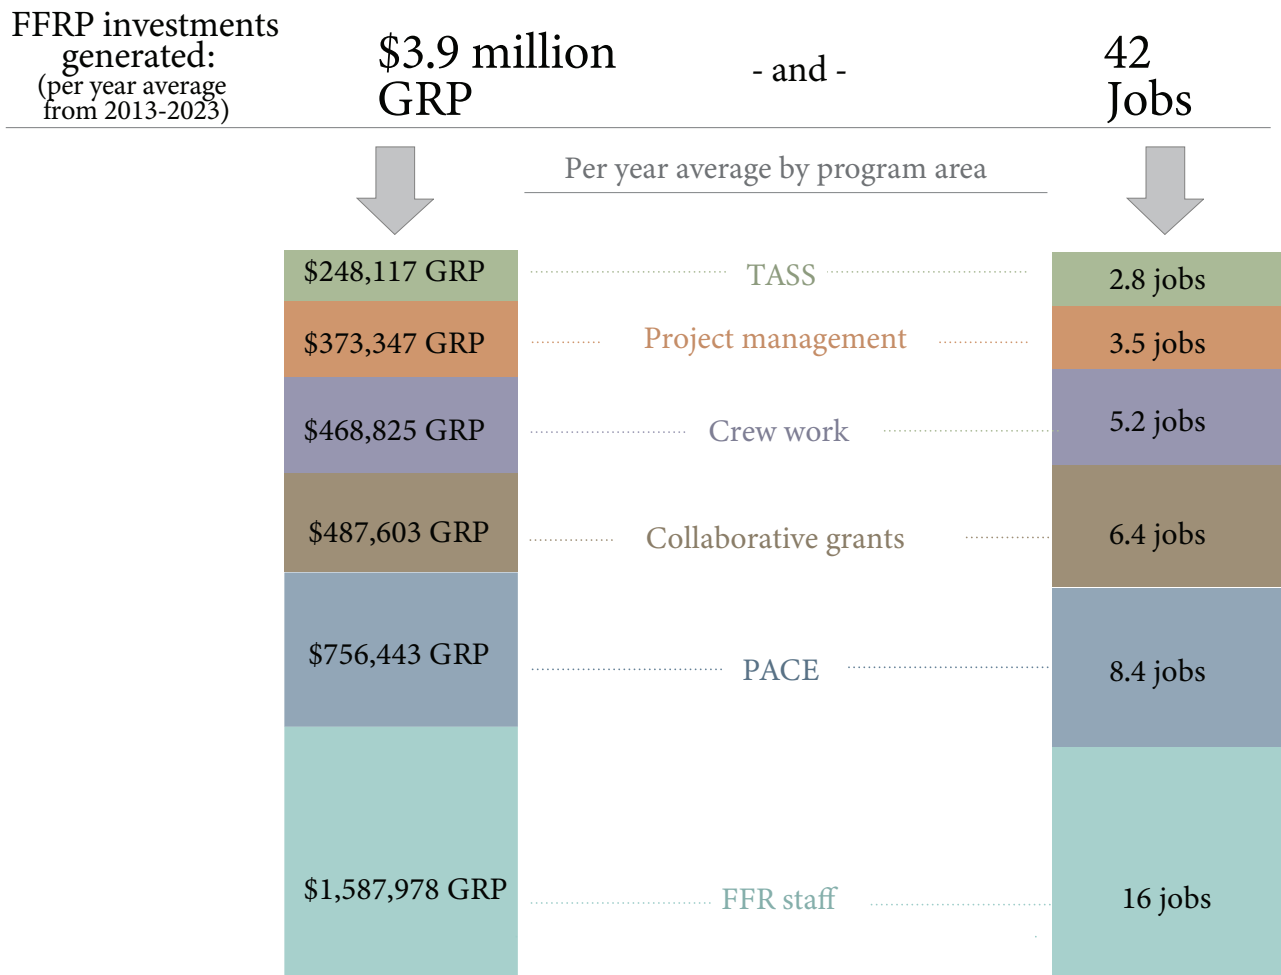 FFRP investments
generated:
(per year average
from 2013-2023)
$3.9 million
GRP
- and -
42
Jobs
Per year average by program area
$248,117 GRP
TASS
2.8 jobs
$373,347 GRP
Project management
3.5 jobs
$468,825 GRP
Crew work
5.2 jobs
$487,603 GRP
Collaborative grants
6.4 jobs
$756,443 GRP
PACE
8.4 jobs
$1,587,978 GRP
FFR staff
16 jobs